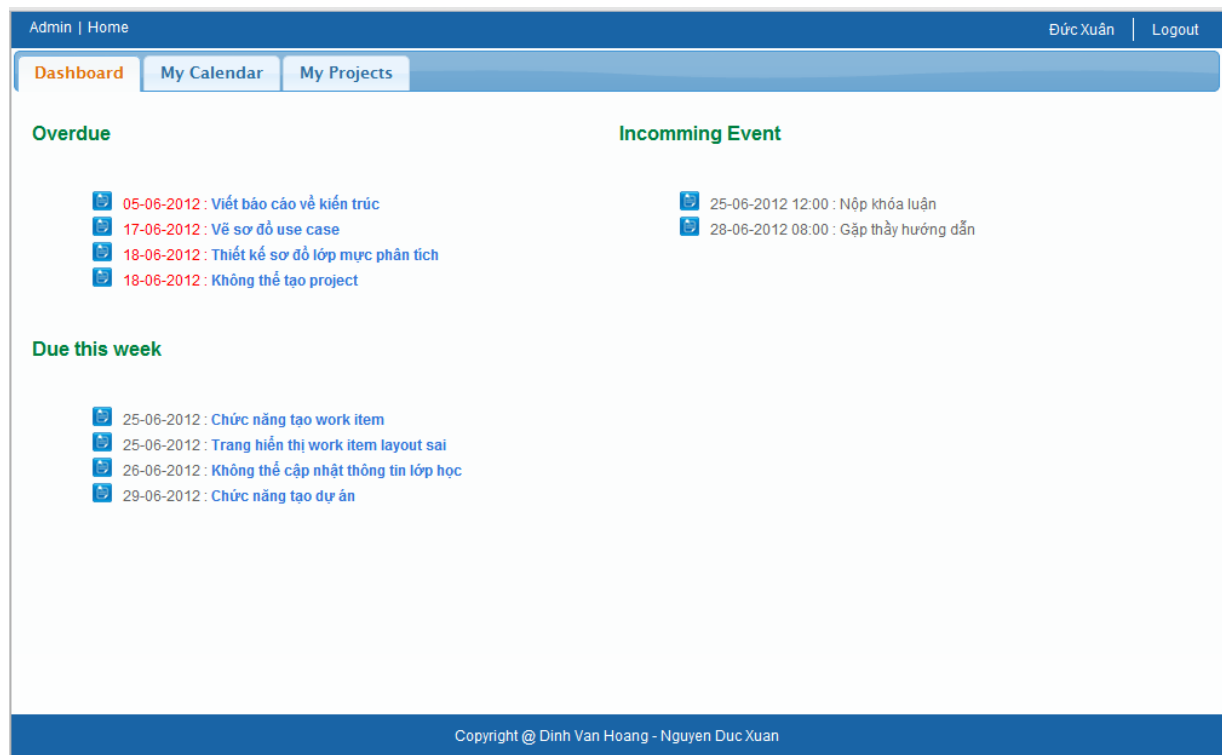 Admin | Home
Đức Xuân | Logout
Dashboard My Calendar My Projects
Overdue
05-06-2012 : Viết báo cáo về kiến trúc
17-06-2012 : Vẽ sơ đồ use case
18-06-2012 : Thiết kế sơ đồ lớp mực phân tích
18-06-2012 : Không thể tạo project
Incomming Event
25-06-2012 12:00 : Nộp khóa luận
28-06-2012 08:00 : Gặp thầy hướng dẫn
Due this week
25-06-2012 : Chức năng tạo work item
25-06-2012 : Trang hiển thị work item layout sai
26-06-2012 : Không thể cập nhật thông tin lớp học
29-06-2012 : Chức năng tạo dự án
Copyright @ Dinh Van Hoang - Nguyen Duc Xuan